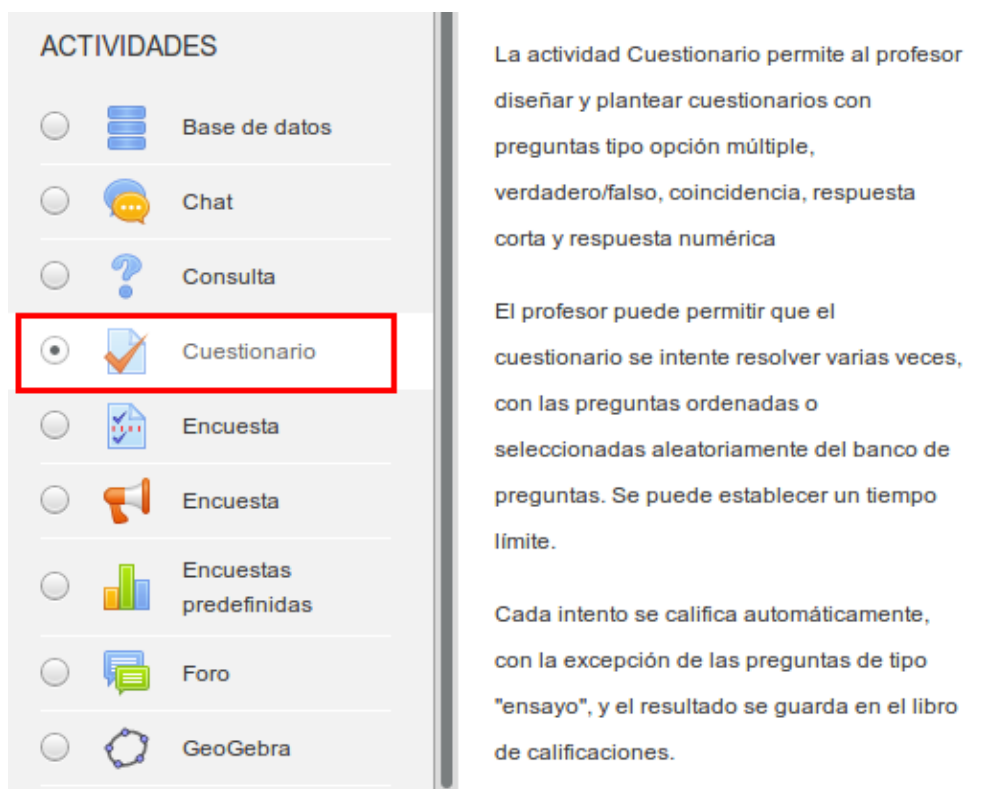 ACTIVIDADES
Base de datos
Chat
Consulta
Cuestionario
Encuesta
Encuesta
Encuestas
predefinidas
Foro
GeoGebra
La actividad Cuestionario permite al profesor
diseñar y plantear cuestionarios con
preguntas tipo opción múltiple,
verdadero/falso, coincidencia, respuesta
corta y respuesta numérica
El profesor puede permitir que el
cuestionario se intente resolver varias veces,
con las preguntas ordenadas o
seleccionadas aleatoriamente del banco de
preguntas. Se puede establecer un tiempo
límite.
Cada intento se califica automáticamente,
con la excepción de las preguntas de tipo
"ensayo", y el resultado se guarda en el libro
de calificaciones.